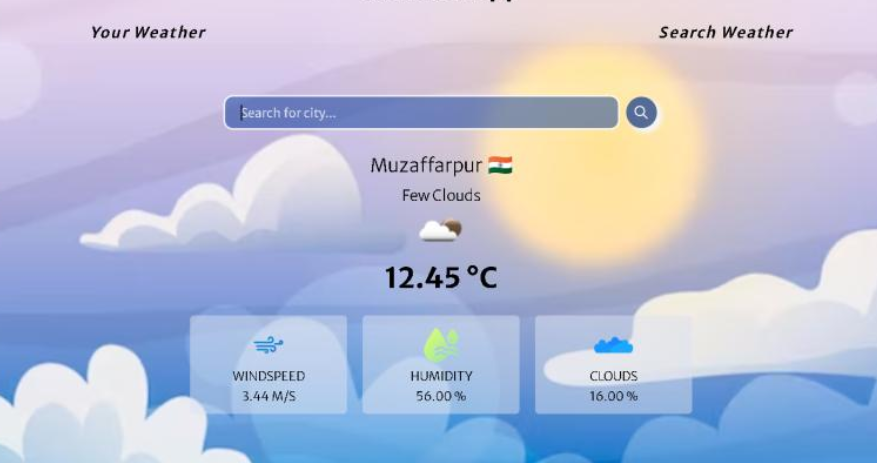 Your Weather
Search Weather
Search for city...
Muzaffarpur 🇮🇳
Few Clouds
12.45 °C
WINDSPEED
3.44 M/S
HUMIDITY
56.00 %
CLOUDS
16.00 %